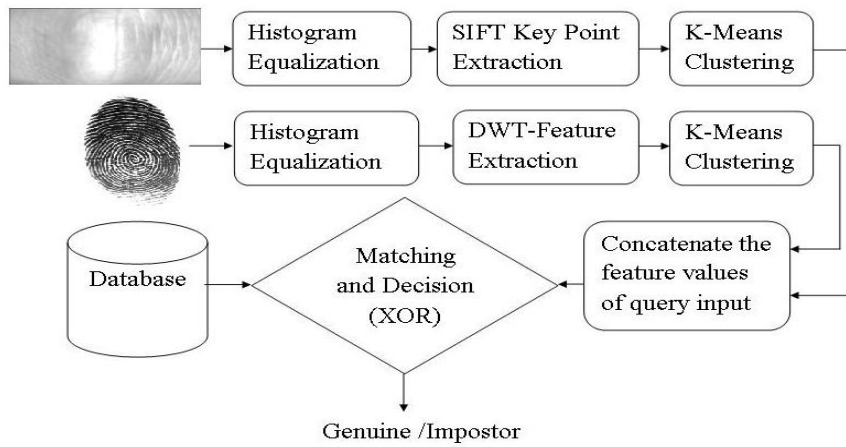 Histogram
Equalization
SIFT Key Point
Extraction
K-Means
Clustering
Histogram
Equalization
DWT-Feature
Extraction
K-Means
Clustering
Database
Matching
and Decision
(XOR)
Concatenate the
feature values
of query input
Genuine /Impostor